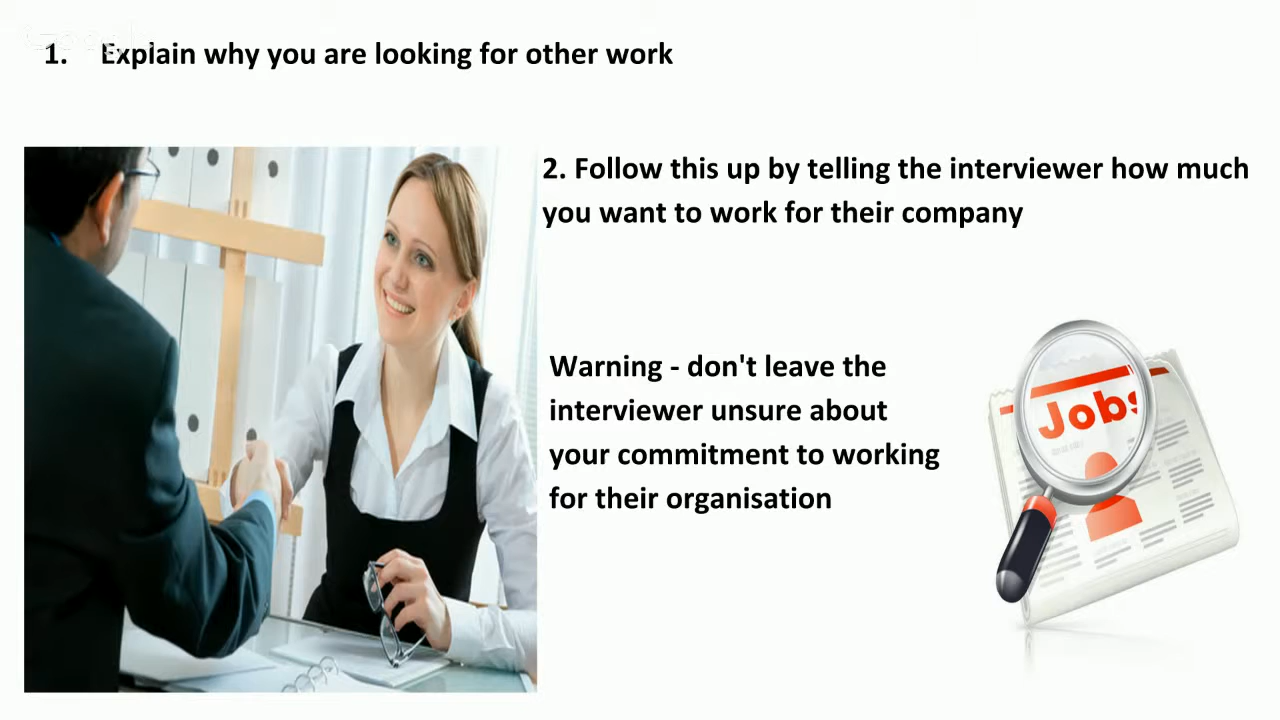 1. Explain why you are looking for other work
2. Follow this up by telling the interviewer how much
you want to work for their company
Warning - don't leave the
interviewer unsure about
your commitment to working
for their organisation
Jobs